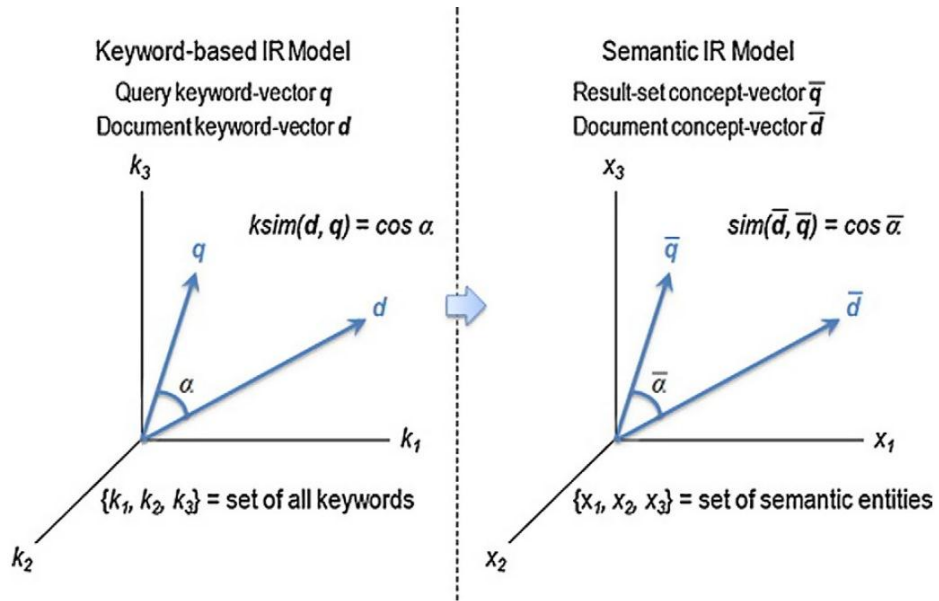 Keyword-based IR Model
Query keyword-vector q
Document keyword-vector d
k₃
ksim(d, q) = cos α
q
d
α
k₁
{k₁, k₂, k₃} = set of all keywords
k₂
Semantic IR Model
Result-set concept-vector q̅
Document concept-vector d̅
x₃
sim(d̅, q̅) = cos α̅
q̅
d̅
α̅
x₁
{x₁, x₂, x₃} = set of semantic entities
x₂